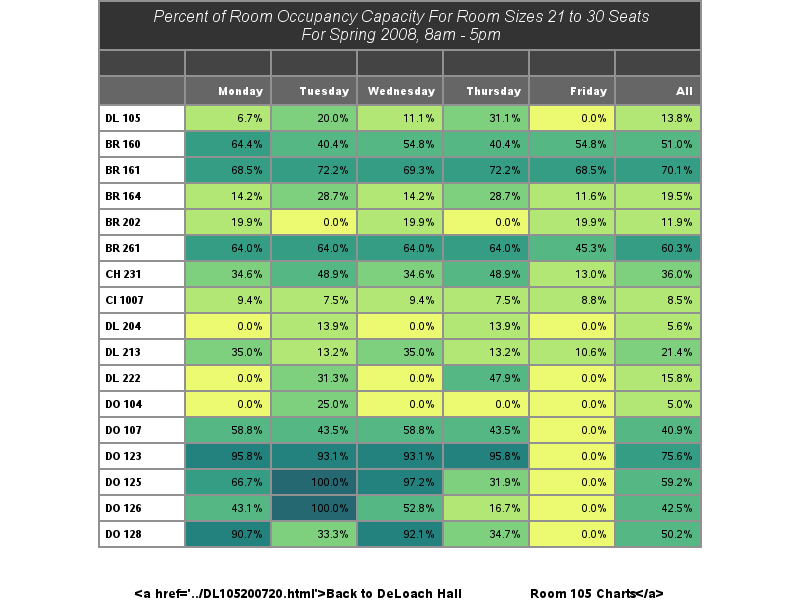 Percent of Room Occupancy Capacity For Room Sizes 21 to 30 Seats
For Spring 2008, 8am - 5pm
Monday Tuesday Wednesday Thursday Friday All
DL 105 6.7% 20.0% 11.1% 31.1% 0.0% 13.8%
BR 160 64.4% 40.4% 54.8% 40.4% 54.8% 51.0%
BR 161 68.5% 72.2% 69.3% 72.2% 68.5% 70.1%
BR 164 14.2% 28.7% 14.2% 28.7% 11.6% 19.5%
BR 202 19.9% 0.0% 19.9% 0.0% 19.9% 11.9%
BR 261 64.0% 64.0% 64.0% 64.0% 45.3% 60.3%
CH 231 34.6% 48.9% 34.6% 48.9% 13.0% 36.0%
CI 1007 9.4% 7.5% 9.4% 7.5% 8.8% 8.5%
DL 204 0.0% 13.9% 0.0% 13.9% 0.0% 5.6%
DL 213 35.0% 13.2% 35.0% 13.2% 10.6% 21.4%
DL 222 0.0% 31.3% 0.0% 47.9% 0.0% 15.8%
DO 104 0.0% 25.0% 0.0% 0.0% 0.0% 5.0%
DO 107 58.8% 43.5% 58.8% 43.5% 0.0% 40.9%
DO 123 95.8% 93.1% 93.1% 95.8% 0.0% 75.6%
DO 125 66.7% 100.0% 97.2% 31.9% 0.0% 59.2%
DO 126 43.1% 100.0% 52.8% 16.7% 0.0% 42.5%
DO 128 90.7% 33.3% 92.1% 34.7% 0.0% 50.2%
<a href='../DL105200720.html'>Back to DeLoach Hall Room 105 Charts</a>